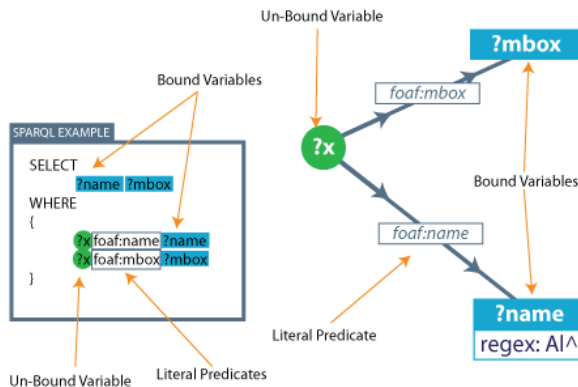 Un-Bound Variable
?mbox
Bound Variables
foaf:mbox
SPARQL EXAMPLE
?x
SELECT
?name ?mbox
Bound Variables
WHERE
{
?x foaf:name ?name
foaf:name
?x foaf:mbox ?mbox
}
?name
Literal Predicate
regex: Al^
Un-Bound Variable
Literal Predicates